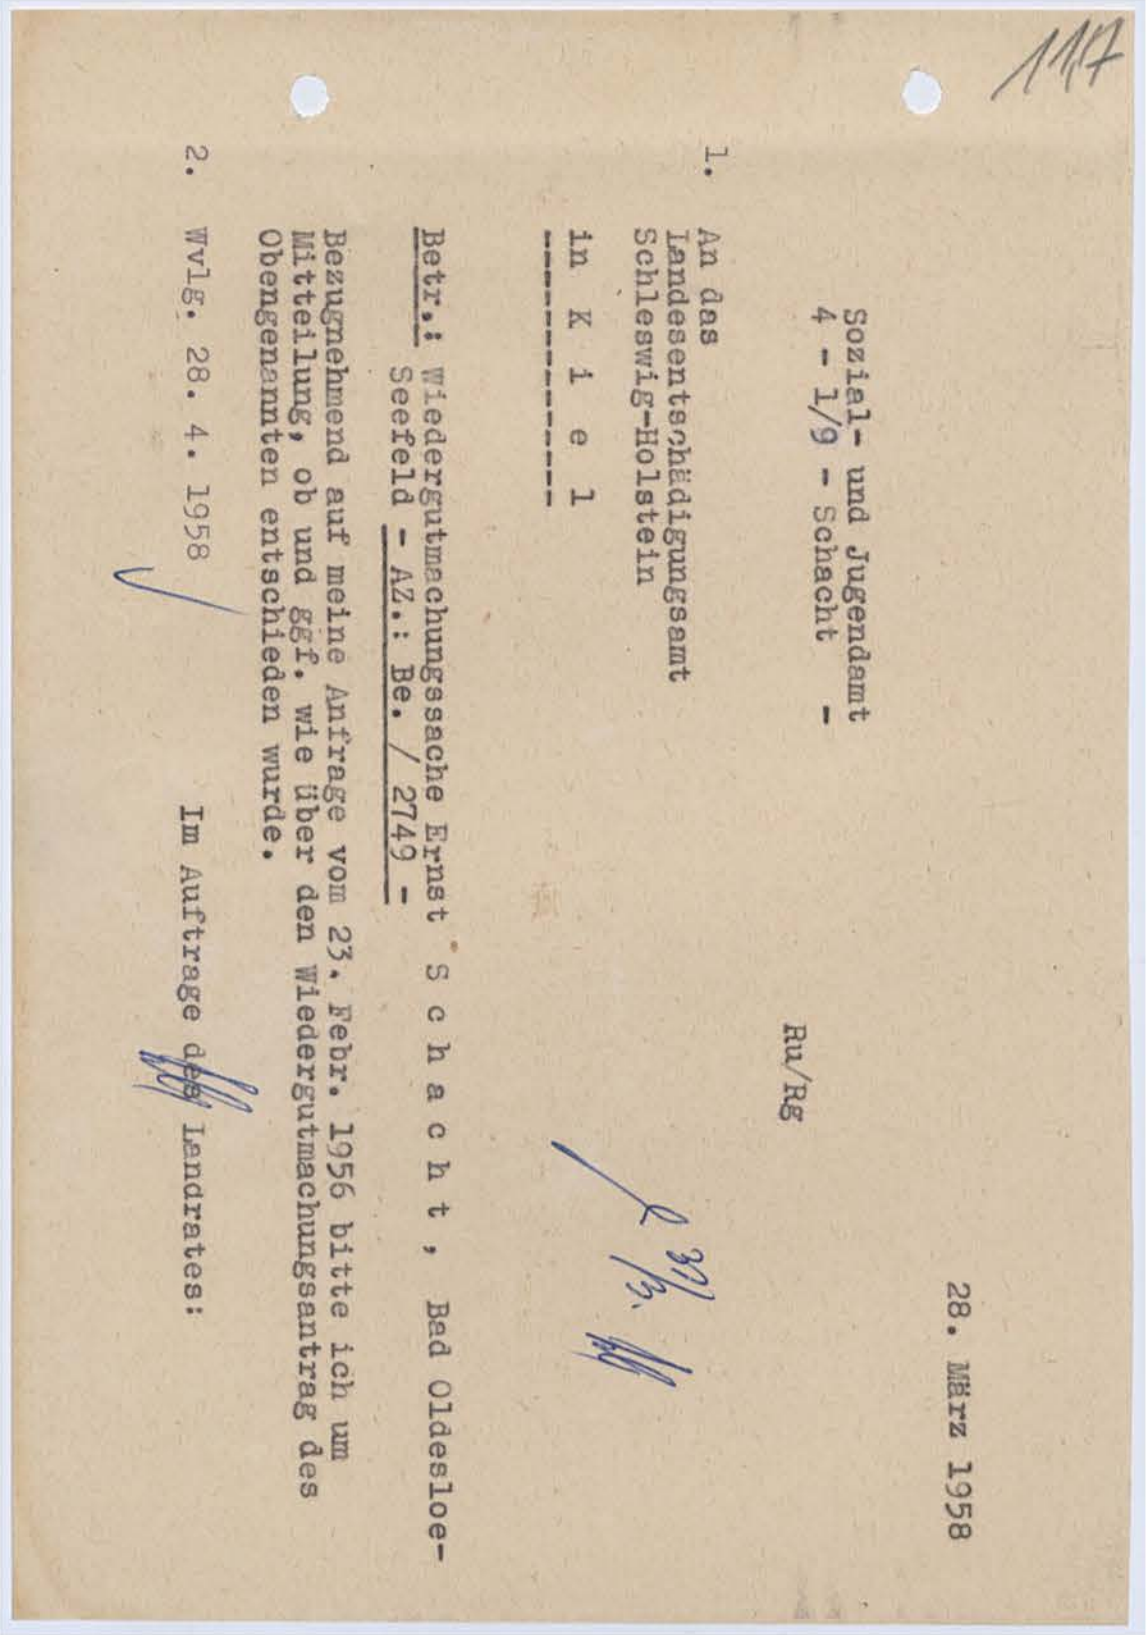 117
28. März 1958
Sozial- und Jugendamt
4 - 1/9 - Schacht -
Ru/Rg
1. An das
Landesentschädigungsamt
Schleswig-Holstein
in K i e l
-------------
Betr.: Wiedergutmachungssache Ernst S c h a c h t , Bad Oldesloe-
Seefeld - AZ.: Be. / 2749 -
Bezugnehmend auf meine Anfrage vom 23. Febr. 1956 bitte ich um
Mitteilung, ob und ggf. wie über den Wiedergutmachungsantrag des
Obengenannten entschieden wurde.
2. Wvlg. 28. 4. 1958
Im Auftrage des Landrates: